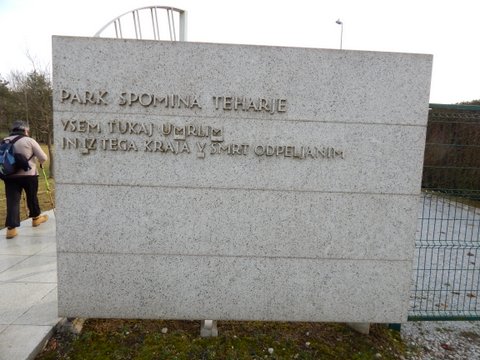 PARK SPOMINA TEHARJE
VSEM TUKAJ UMRLIM
IN IZ TEGA KRAJA V SMRT ODPELJANIM